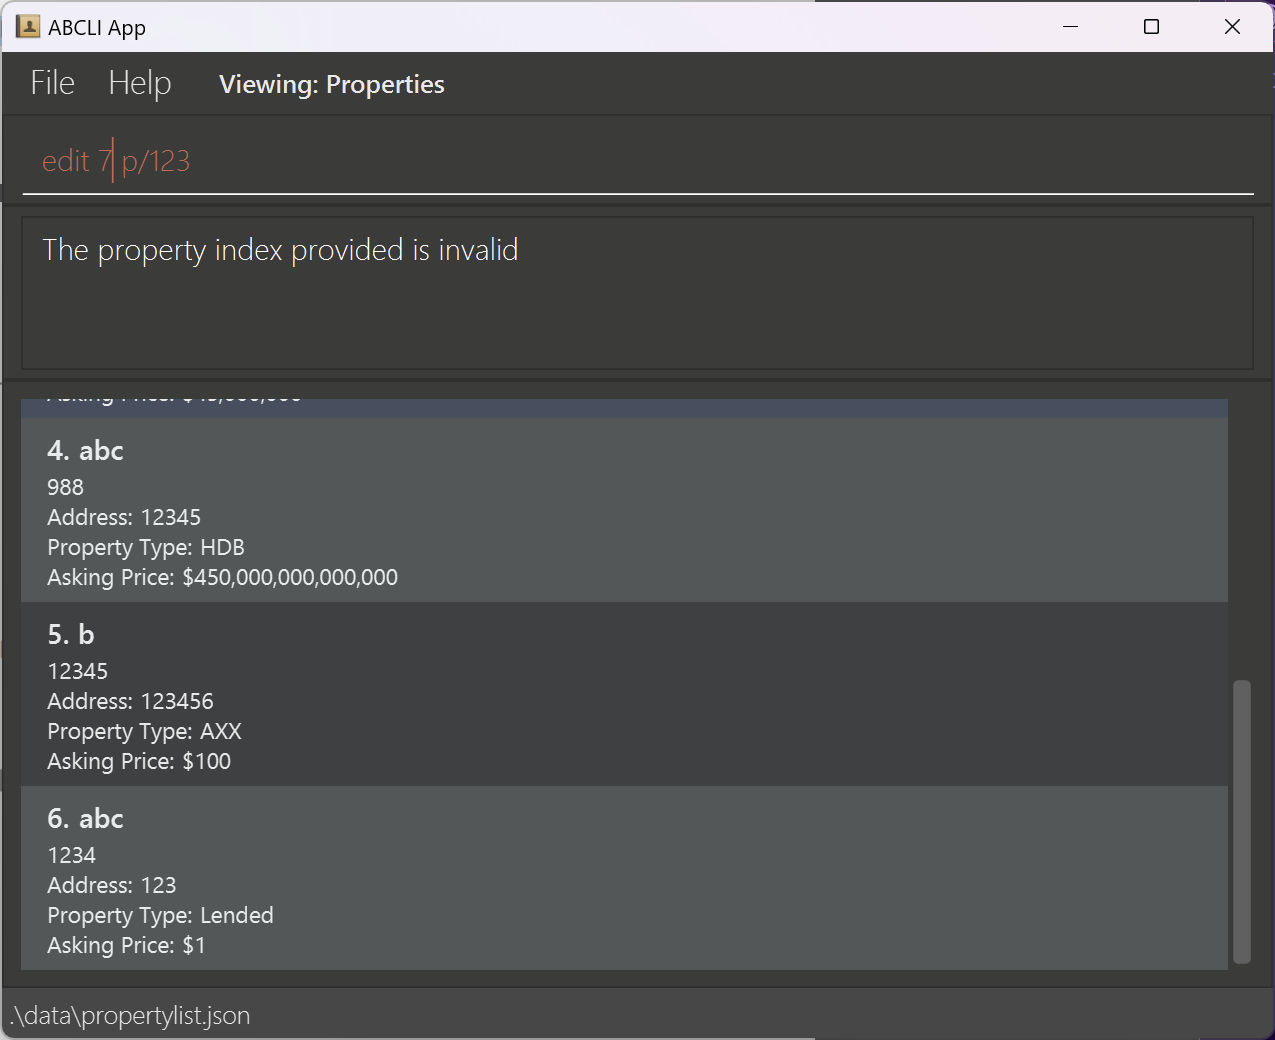 ABCLI App
File Help Viewing: Properties
edit 7 p/123
The property index provided is invalid
4. abc
988
Address: 12345
Property Type: HDB
Asking Price: $450,000,000,000,000
5. b
12345
Address: 123456
Property Type: AXX
Asking Price: $100
6. abc
1234
Address: 123
Property Type: Lended
Asking Price: $1
.\data\propertylist.json